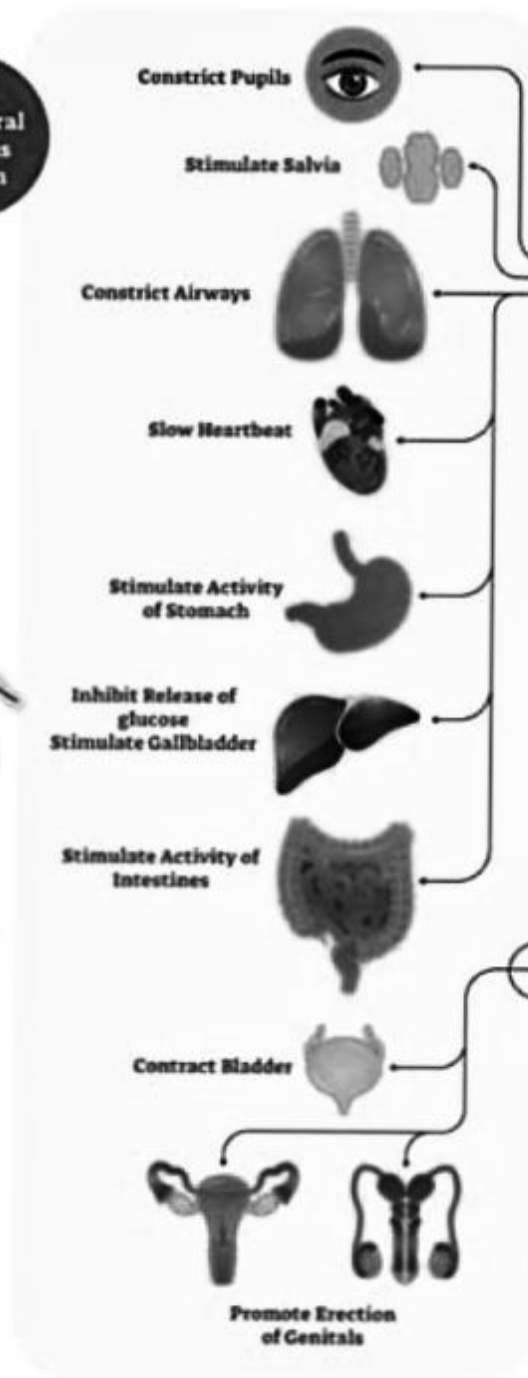 ral
s
n
Constrict Pupils
Stimulate Salvia
Constrict Airways
Slow Heartbeat
Stimulate Activity
of Stomach
Inhibit Release of
glucose
Stimulate Gallbladder
Stimulate Activity of
Intestines
Contract Bladder
Promote Erection
of Genitals